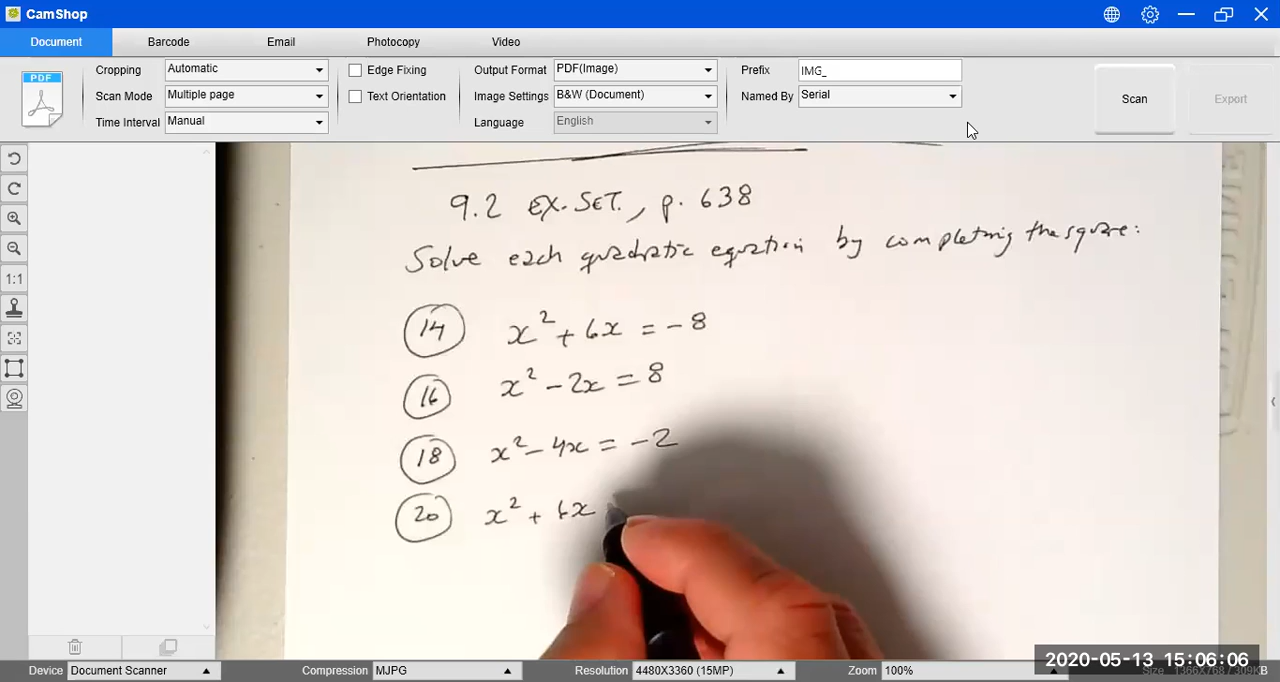 CamShop
Document Barcode Email Photocopy Video
PDF Cropping Automatic Edge Fixing Output Format PDF(Image) Prefix IMG_
Scan Mode Multiple page Text Orientation Image Settings B&W (Document) Named By Serial Scan Export
Time Interval Manual Language English
1:1
9.2 EX. SET., p. 638
Solve each quadratic equation by completing the square:
14 x² + 6x = -8
16 x² - 2x = 8
18 x² - 4x = -2
20 x² + 6x
2020-05-13 15:06:06
Device Document Scanner Compression MJPG Resolution 4480X3360 (15MP) Zoom 100% Size